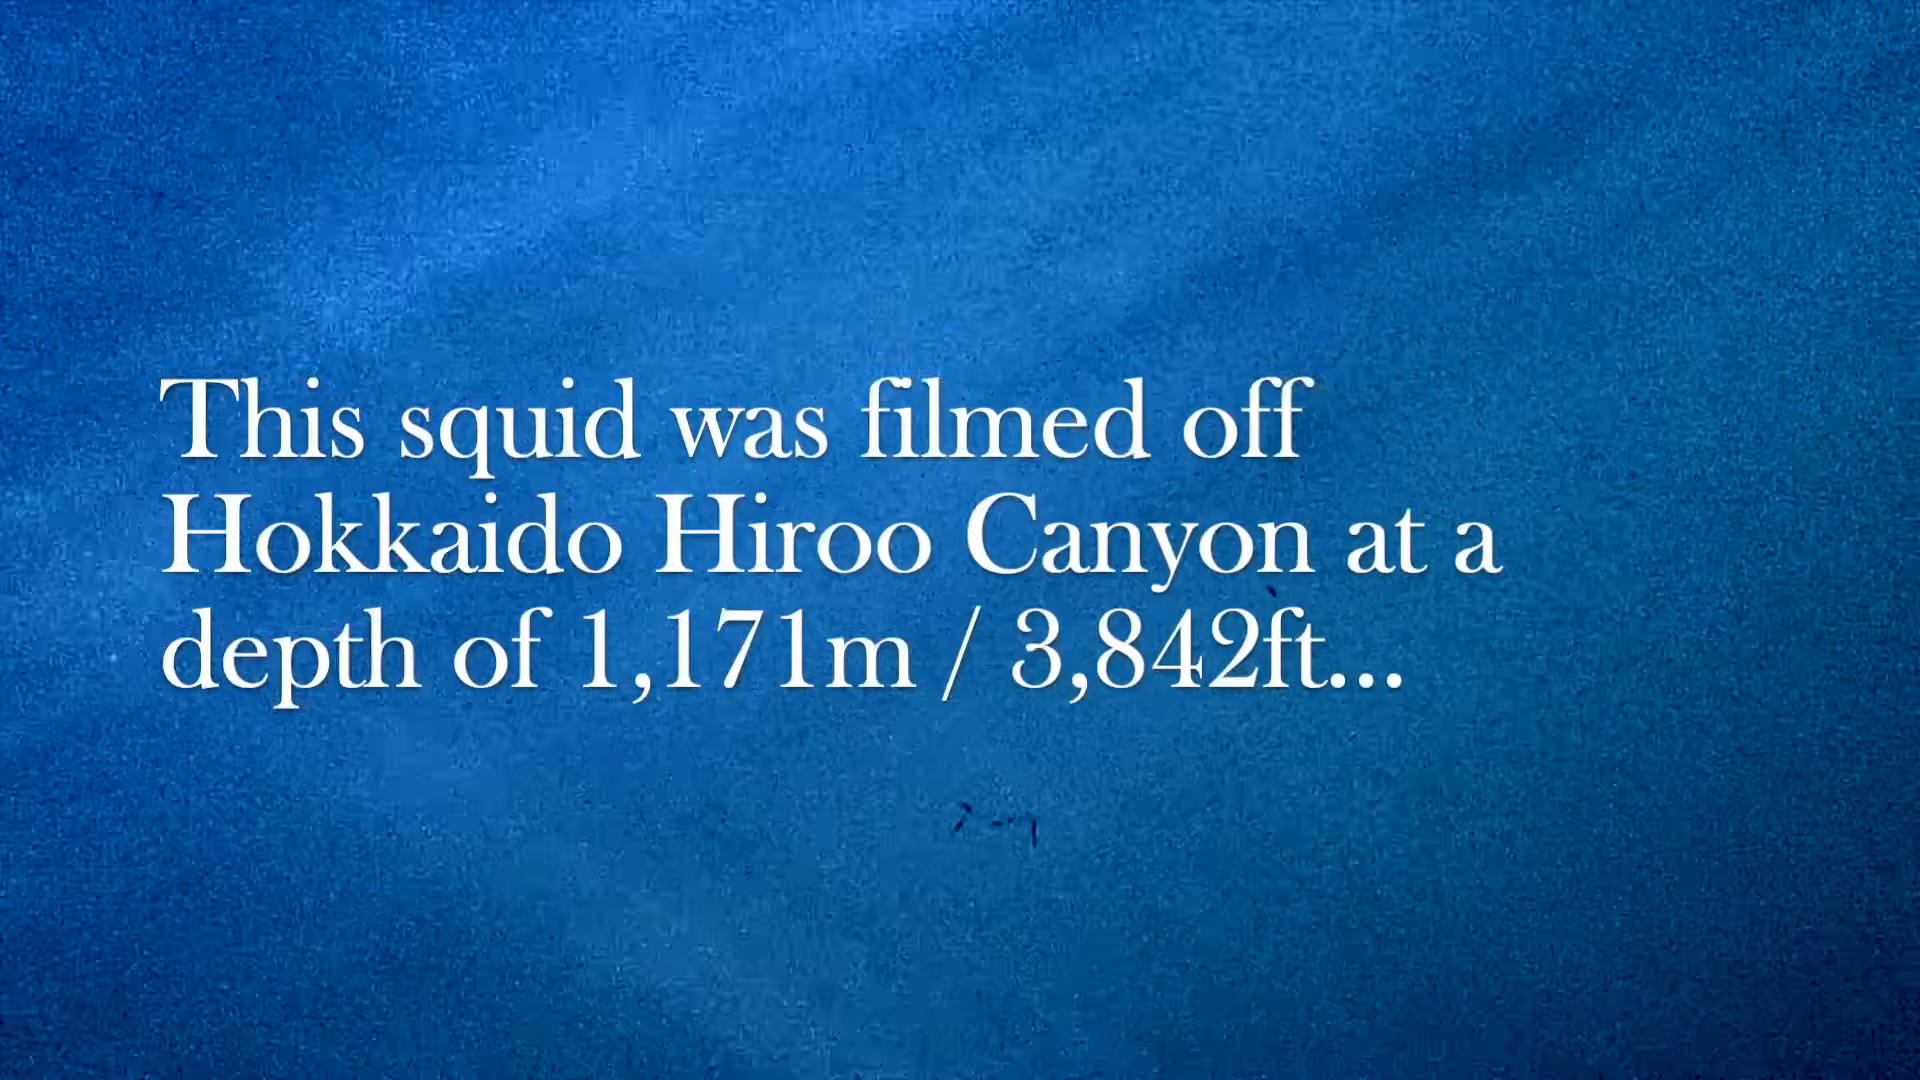 This squid was filmed off
Hokkaido Hiroo Canyon at a
depth of 1,171m / 3,842ft...